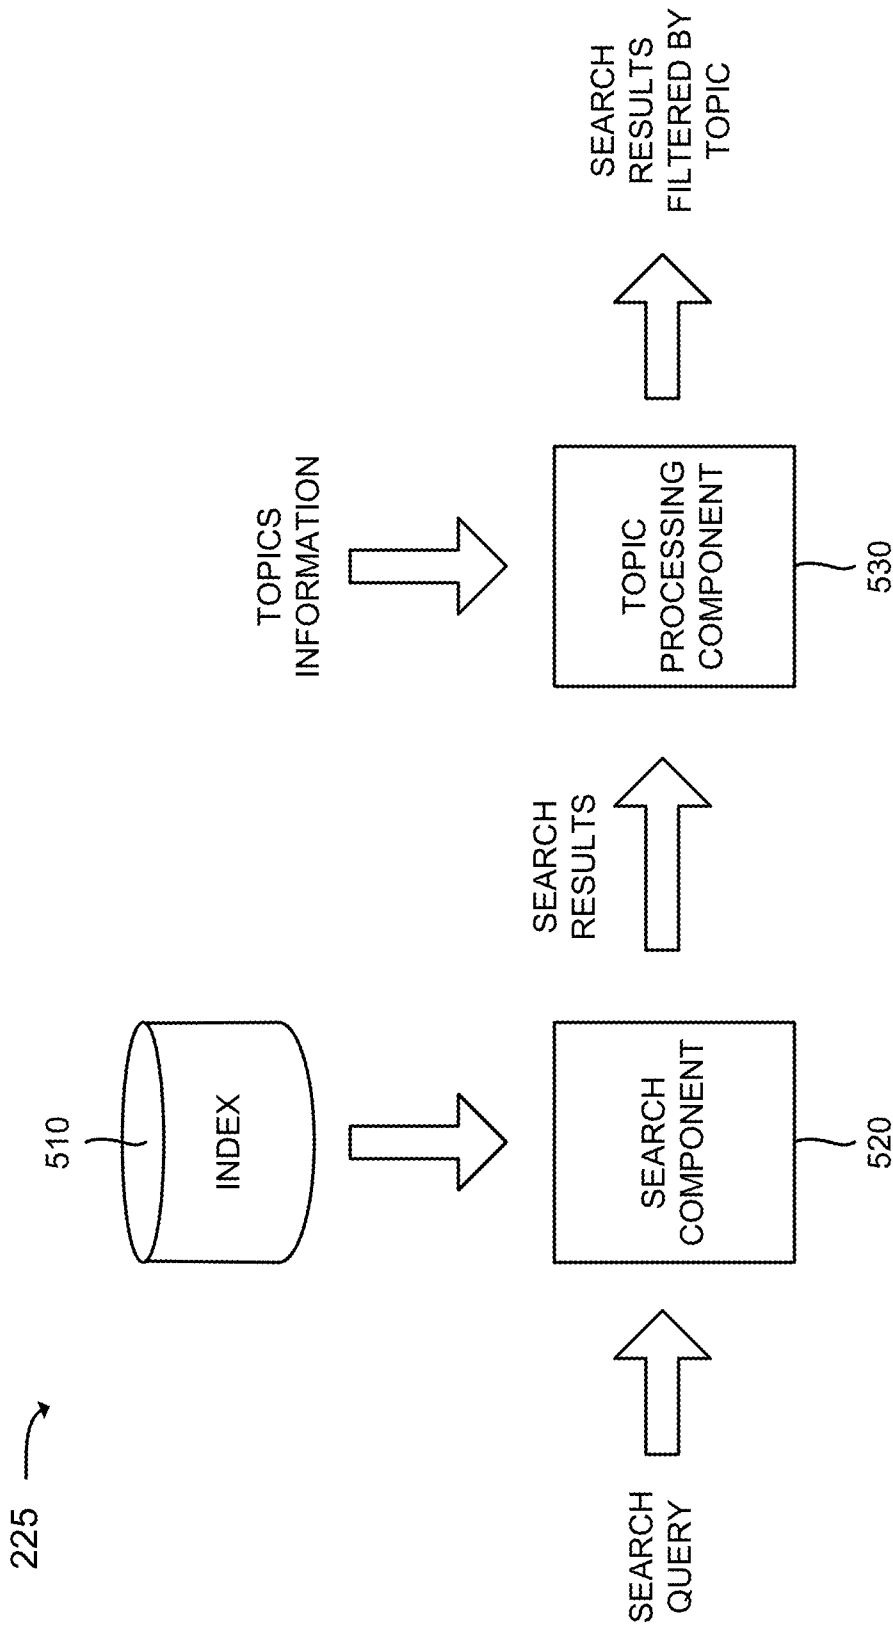 225
510
INDEX
TOPICS
INFORMATION
SEARCH
QUERY
SEARCH
COMPONENT
520
SEARCH
RESULTS
TOPIC
PROCESSING
COMPONENT
530
SEARCH
RESULTS
FILTERED BY
TOPIC